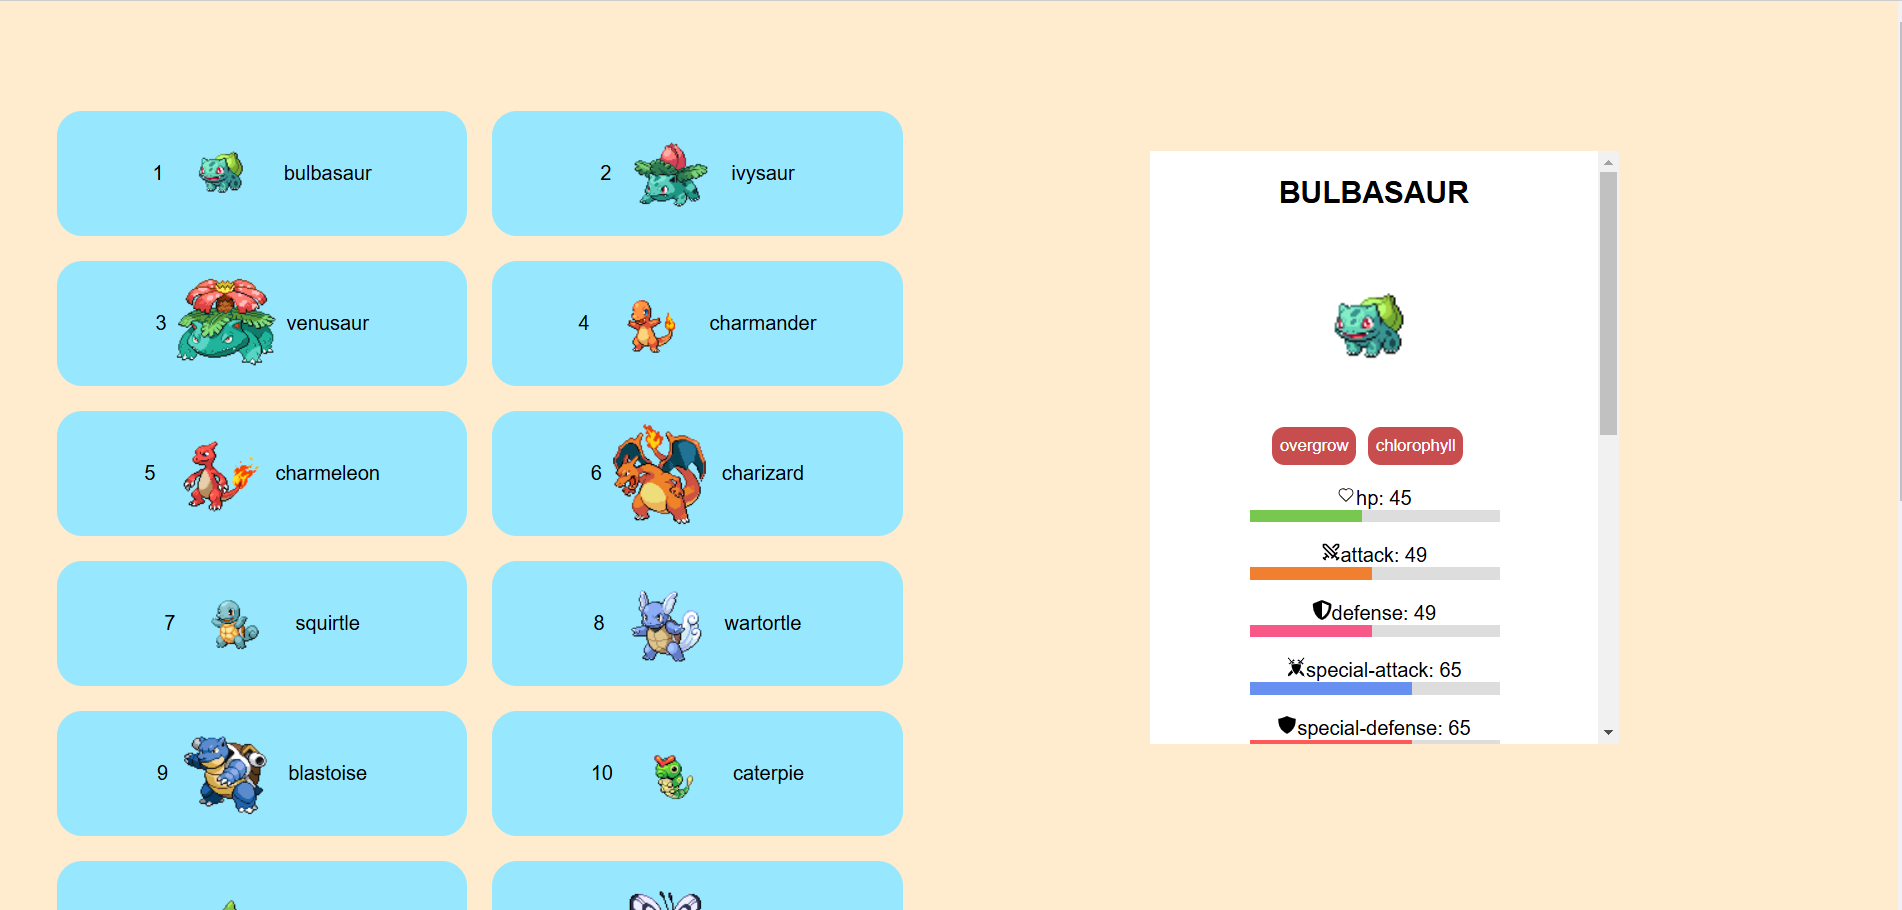 1 bulbasaur
2 ivysaur
3 venusaur
4 charmander
5 charmeleon
6 charizard
7 squirtle
8 wartortle
9 blastoise
10 caterpie
BULBASAUR
overgrow chlorophyll
hp: 45
attack: 49
defense: 49
special-attack: 65
special-defense: 65